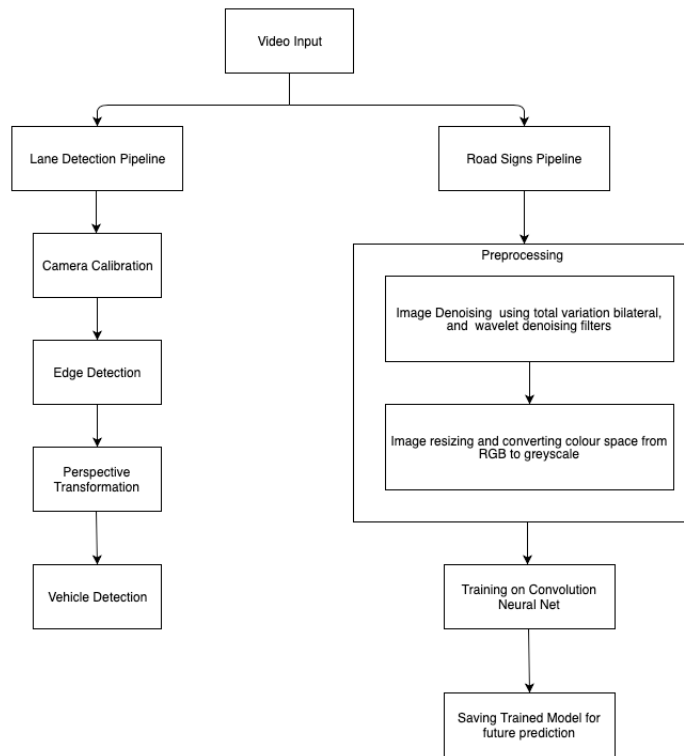 Video Input
Lane Detection Pipeline
Road Signs Pipeline
Camera Calibration
Edge Detection
Perspective
Transformation
Vehicle Detection
Preprocessing
Image Denoising using total variation bilateral,
and wavelet denoising filters
Image resizing and converting colour space from
RGB to greyscale
Training on Convolution
Neural Net
Saving Trained Model for
future prediction